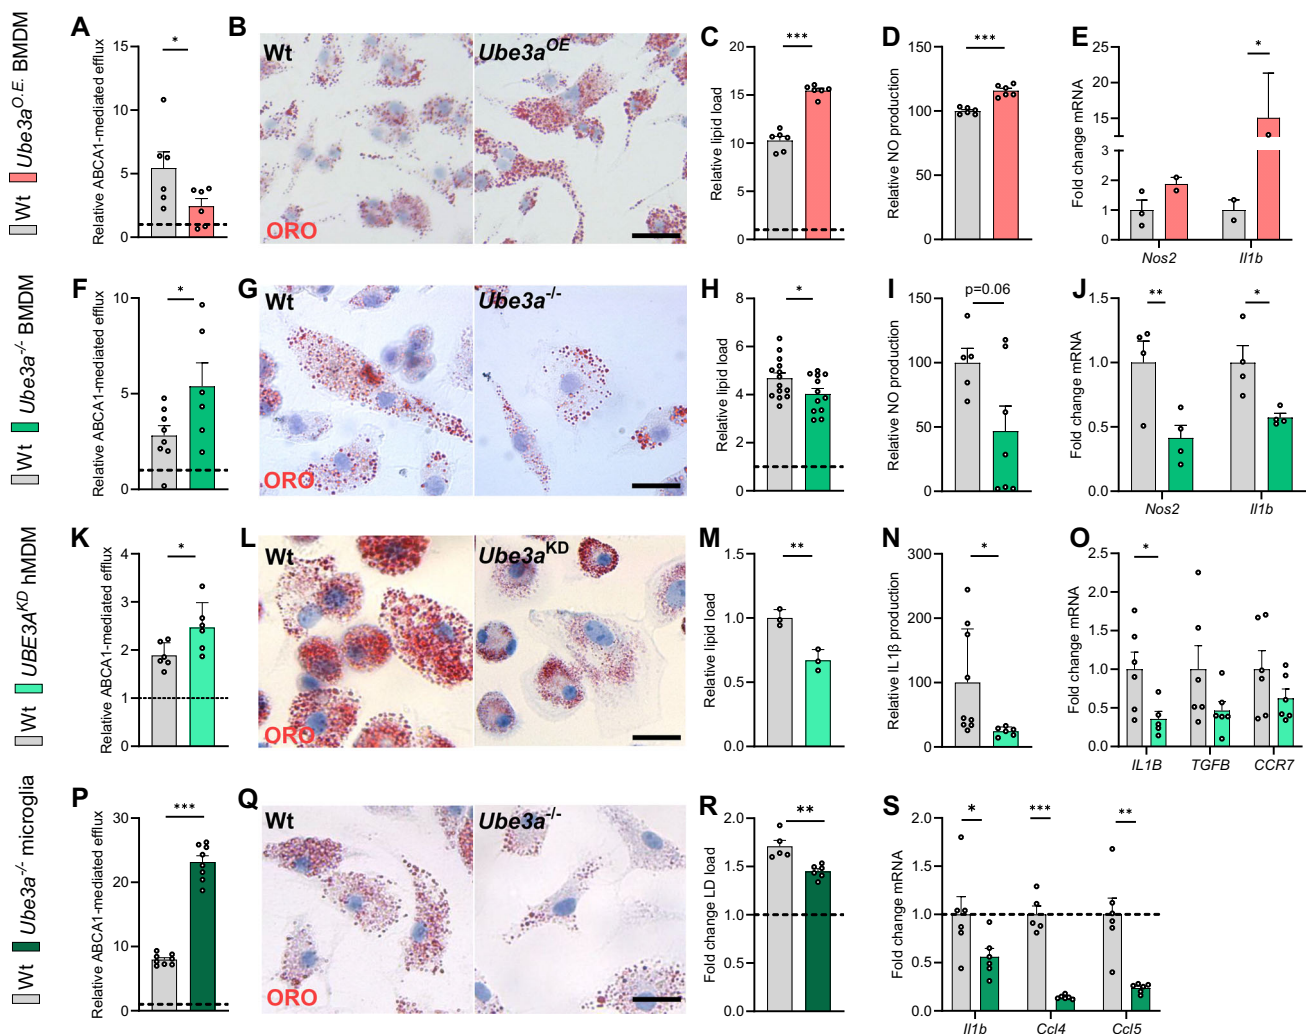 Wt Ube3a^O.E. BMDM
A
Relative ABCA1-mediated efflux
15
10
5
0
*
B
Wt
Ube3a^OE
ORO
C
Relative lipid load
20
15
10
5
0
***
D
Relative NO production
150
100
50
0
***
E
Fold change mRNA
25
15
3
2
1
0
*
Nos2
Il1b
Wt Ube3a^-/- BMDM
F
Relative ABCA1-mediated efflux
10
5
0
*
G
Wt
Ube3a^-/-
ORO
H
Relative lipid load
8
6
4
2
0
*
I
Relative NO production
150
100
50
0
p=0.06
J
Fold change mRNA
1.5
1.0
0.5
0.0
**
*
Nos2
Il1b
Wt UBE3A^KD hMDM
K
Relative ABCA1-mediated efflux
4
3
2
1
0
*
L
Wt
Ube3a^KD
ORO
M
Relative lipid load
1.5
1.0
0.5
0.0
**
N
Relative IL1β production
300
200
100
0
*
O
Fold change mRNA
2.5
2.0
1.5
1.0
0.5
0.0
*
IL1B
TGFB
CCR7
Wt Ube3a^-/- microglia
P
Relative ABCA1-mediated efflux
30
20
10
0
***
Q
Wt
Ube3a^-/-
ORO
R
Fold change LD load
2.0
1.5
1.0
0.5
0.0
**
S
Fold change mRNA
2.0
1.5
1.0
0.5
0.0
*
***
**
Il1b
Ccl4
Ccl5